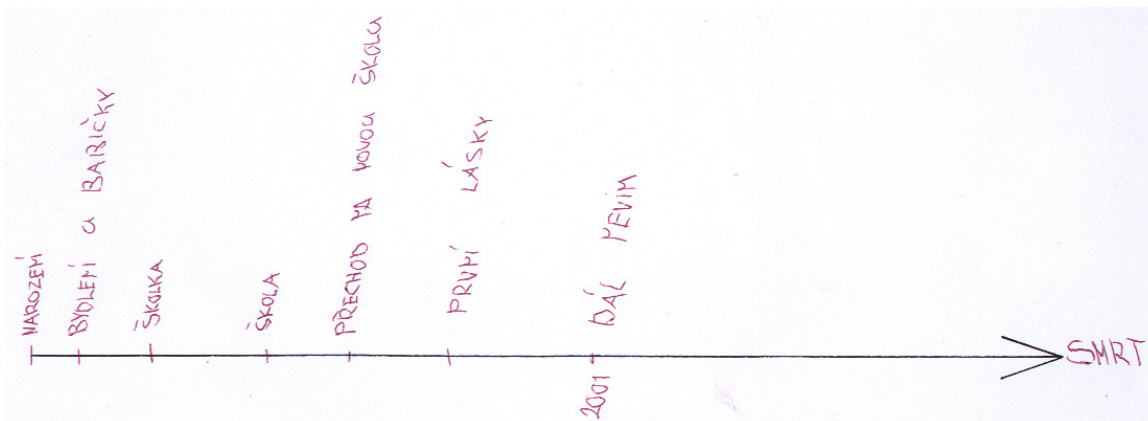 NAROZENÍ
BYDLENÍ U BABIČKY
ŠKOLKA
ŠKOLA
PŘECHOD NA NOVOU ŠKOLU
PRVNÍ LÁSKY
2001
DÁL NEVIM
SMRT